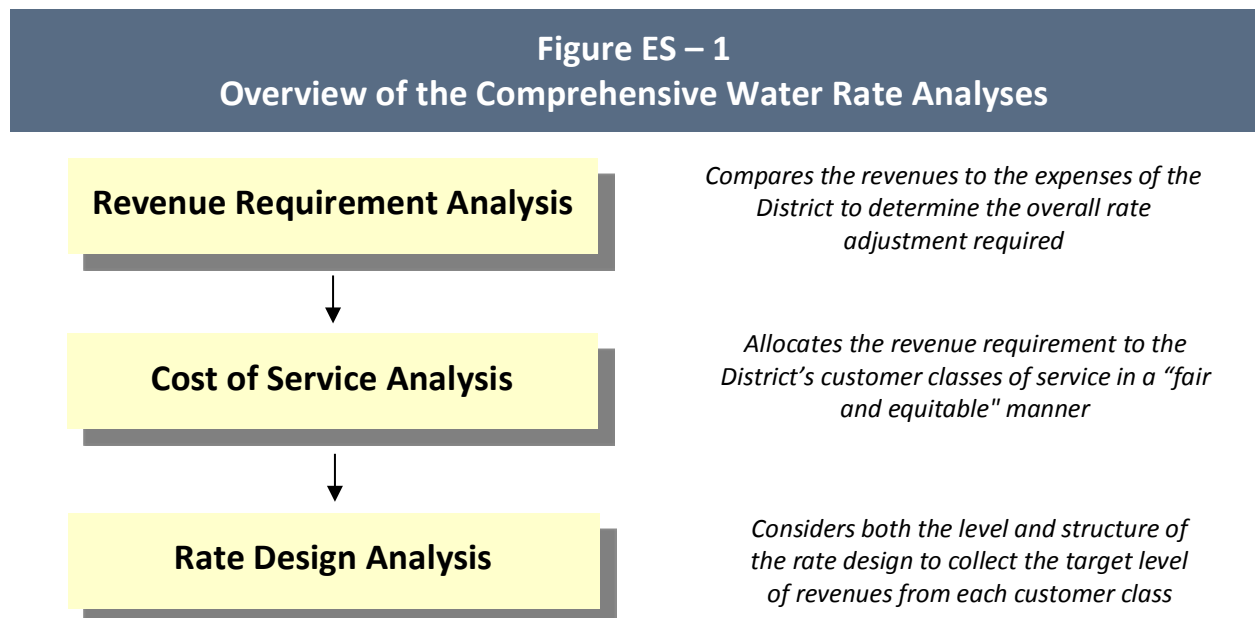 Figure ES – 1
Overview of the Comprehensive Water Rate Analyses
Revenue Requirement Analysis
Compares the revenues to the expenses of the
District to determine the overall rate
adjustment required
Cost of Service Analysis
Allocates the revenue requirement to the
District’s customer classes of service in a “fair
and equitable" manner
Rate Design Analysis
Considers both the level and structure of
the rate design to collect the target level
of revenues from each customer class